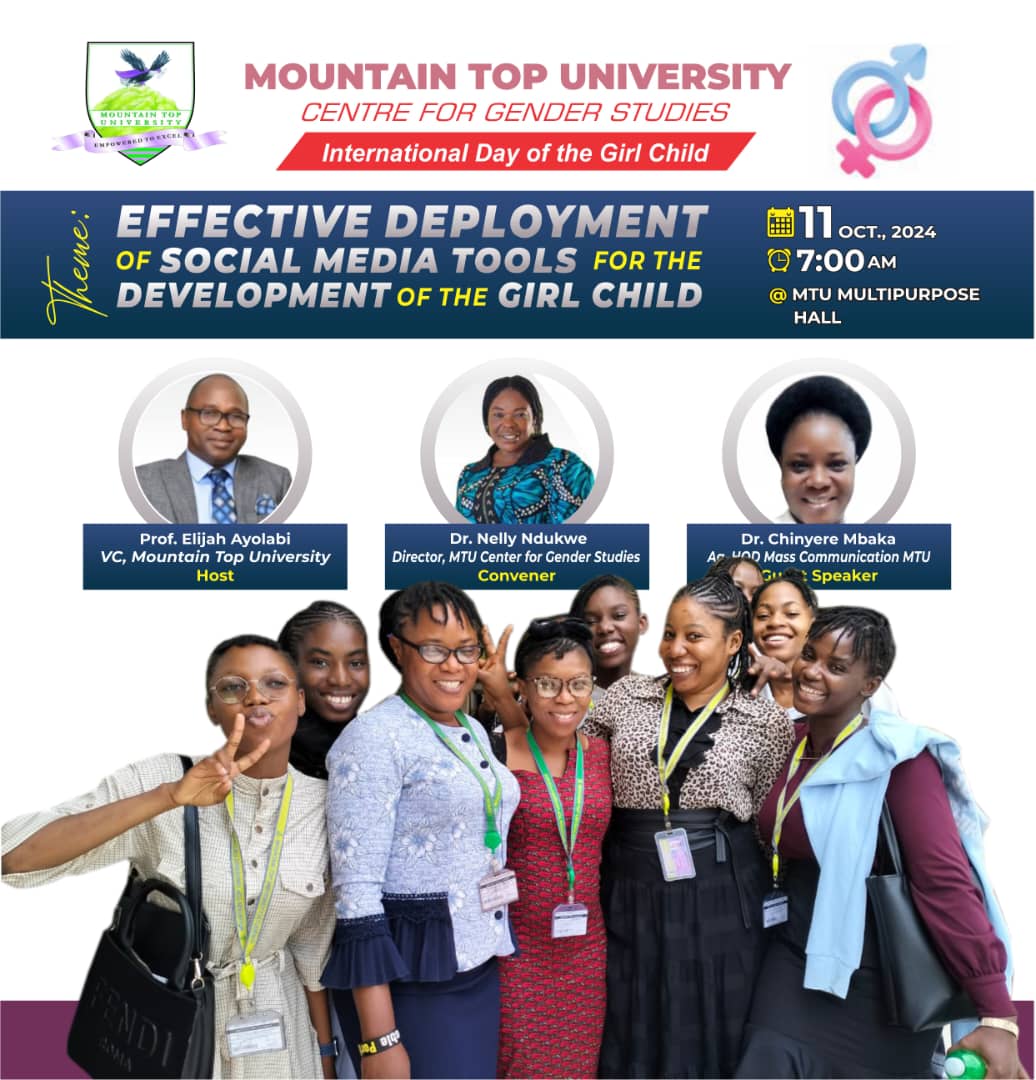 MOUNTAIN TOP UNIVERSITY
EMPOWERED TO EXCEL
MOUNTAIN TOP UNIVERSITY
CENTRE FOR GENDER STUDIES
International Day of the Girl Child
Theme:
EFFECTIVE DEPLOYMENT
OF SOCIAL MEDIA TOOLS FOR THE
DEVELOPMENT OF THE GIRL CHILD
11 OCT., 2024
7:00 AM
@ MTU MULTIPURPOSE
HALL
Prof. Elijah Ayolabi
VC, Mountain Top University
Host
Dr. Nelly Ndukwe
Director, MTU Center for Gender Studies
Convener
Dr. Chinyere Mbaka
Ag. HOD Mass Communication MTU
Guest Speaker
FENDI
ROMA